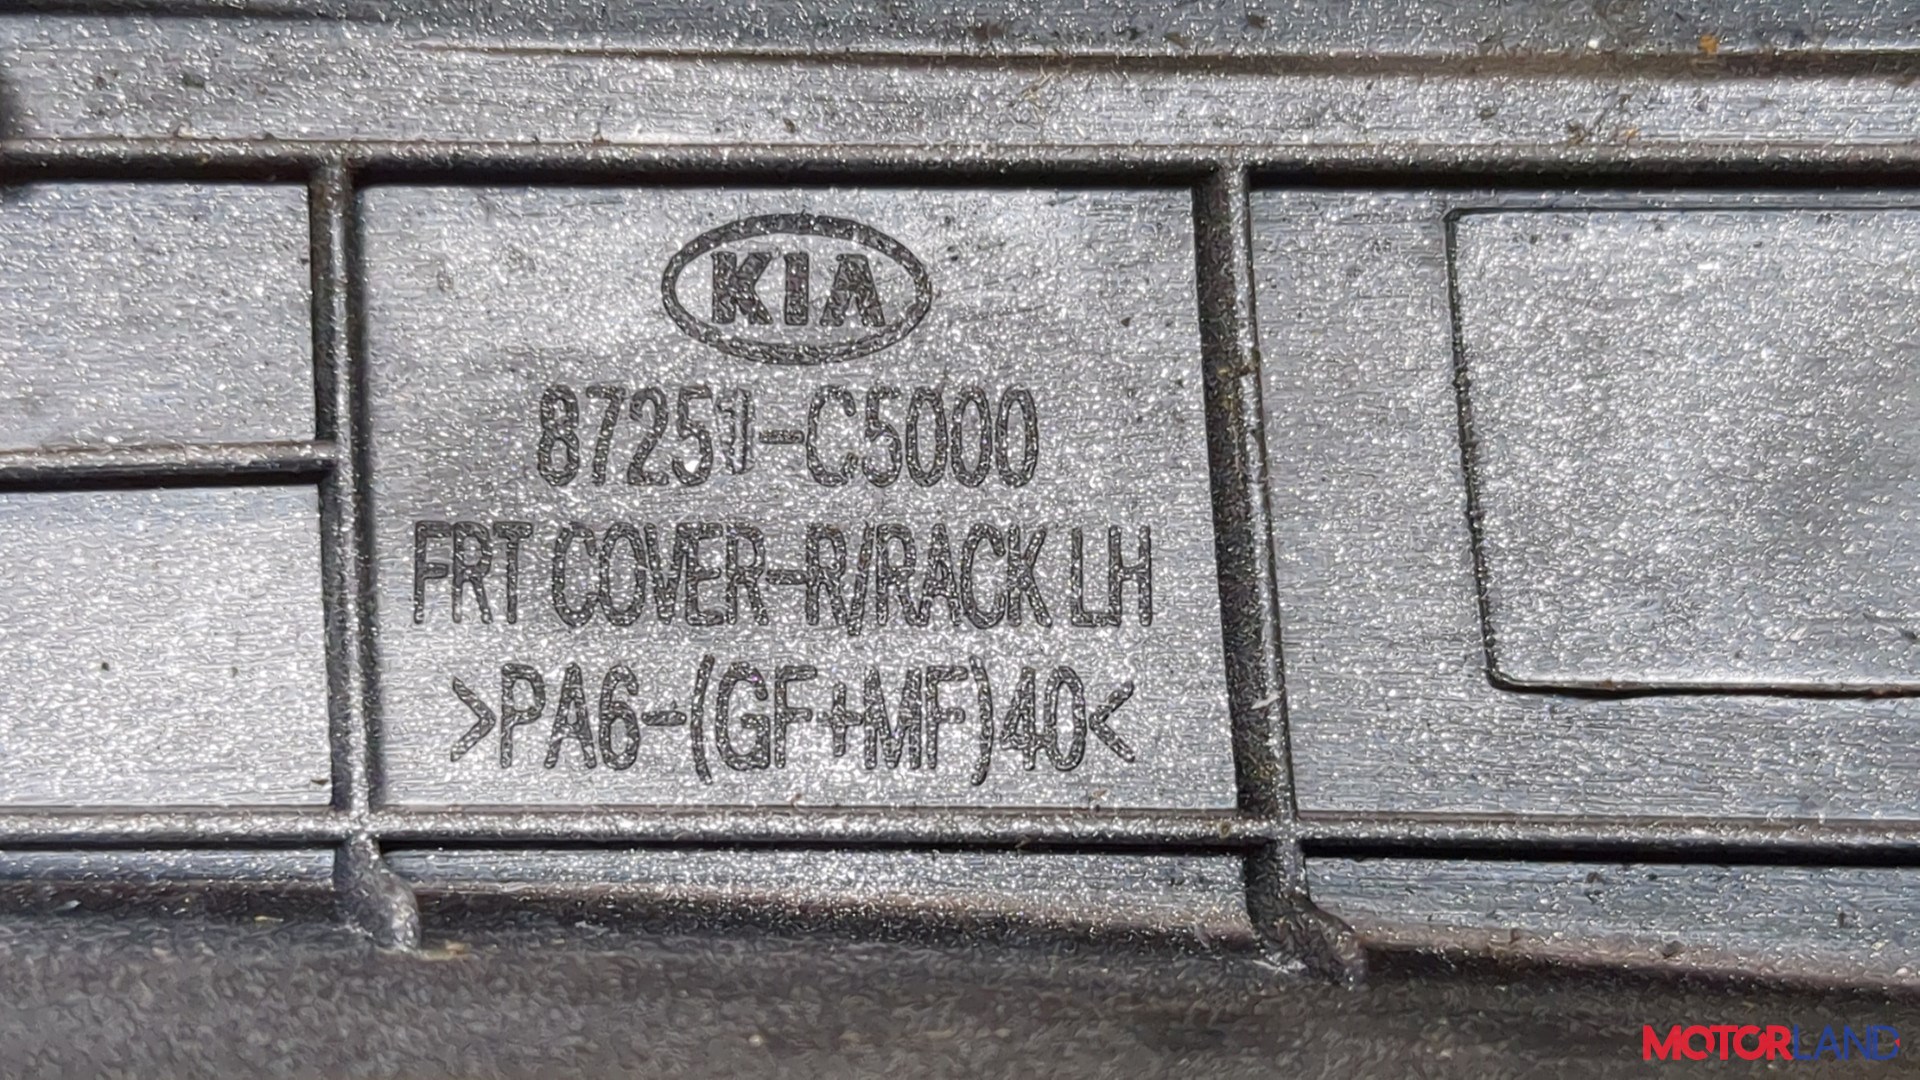 KIA
87251-C5000
FRT COVER-R/RACK LH
>PA6-(GF+MF)40<
MOTORLAND